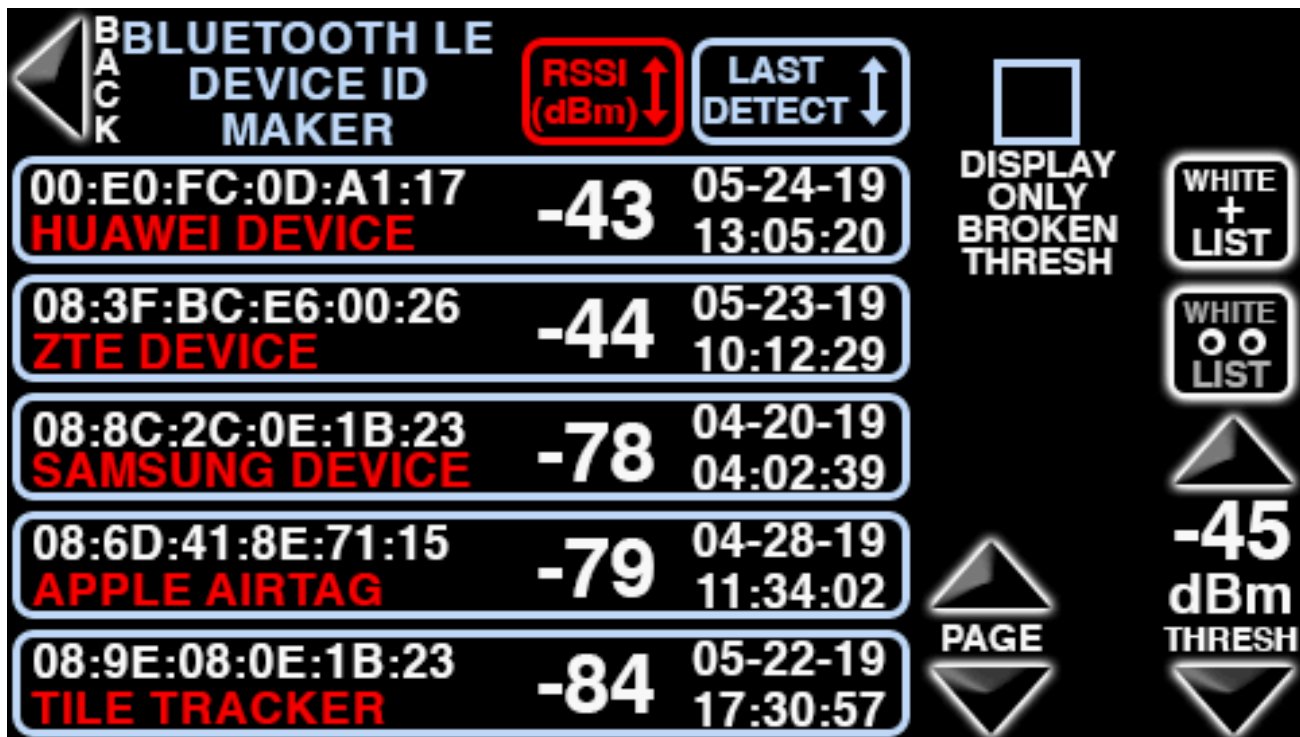 BACK
BLUETOOTH LE
DEVICE ID
MAKER
RSSI
(dBm)
LAST
DETECT
00:E0:FC:0D:A1:17
HUAWEI DEVICE
-43
05-24-19
13:05:20
08:3F:BC:E6:00:26
ZTE DEVICE
-44
05-23-19
10:12:29
08:8C:2C:0E:1B:23
SAMSUNG DEVICE
-78
04-20-19
04:02:39
08:6D:41:8E:71:15
APPLE AIRTAG
-79
04-28-19
11:34:02
08:9E:08:0E:1B:23
TILE TRACKER
-84
05-22-19
17:30:57
DISPLAY
ONLY
BROKEN
THRESH
PAGE
WHITE
+
LIST
WHITE
LIST
-45
dBm
THRESH